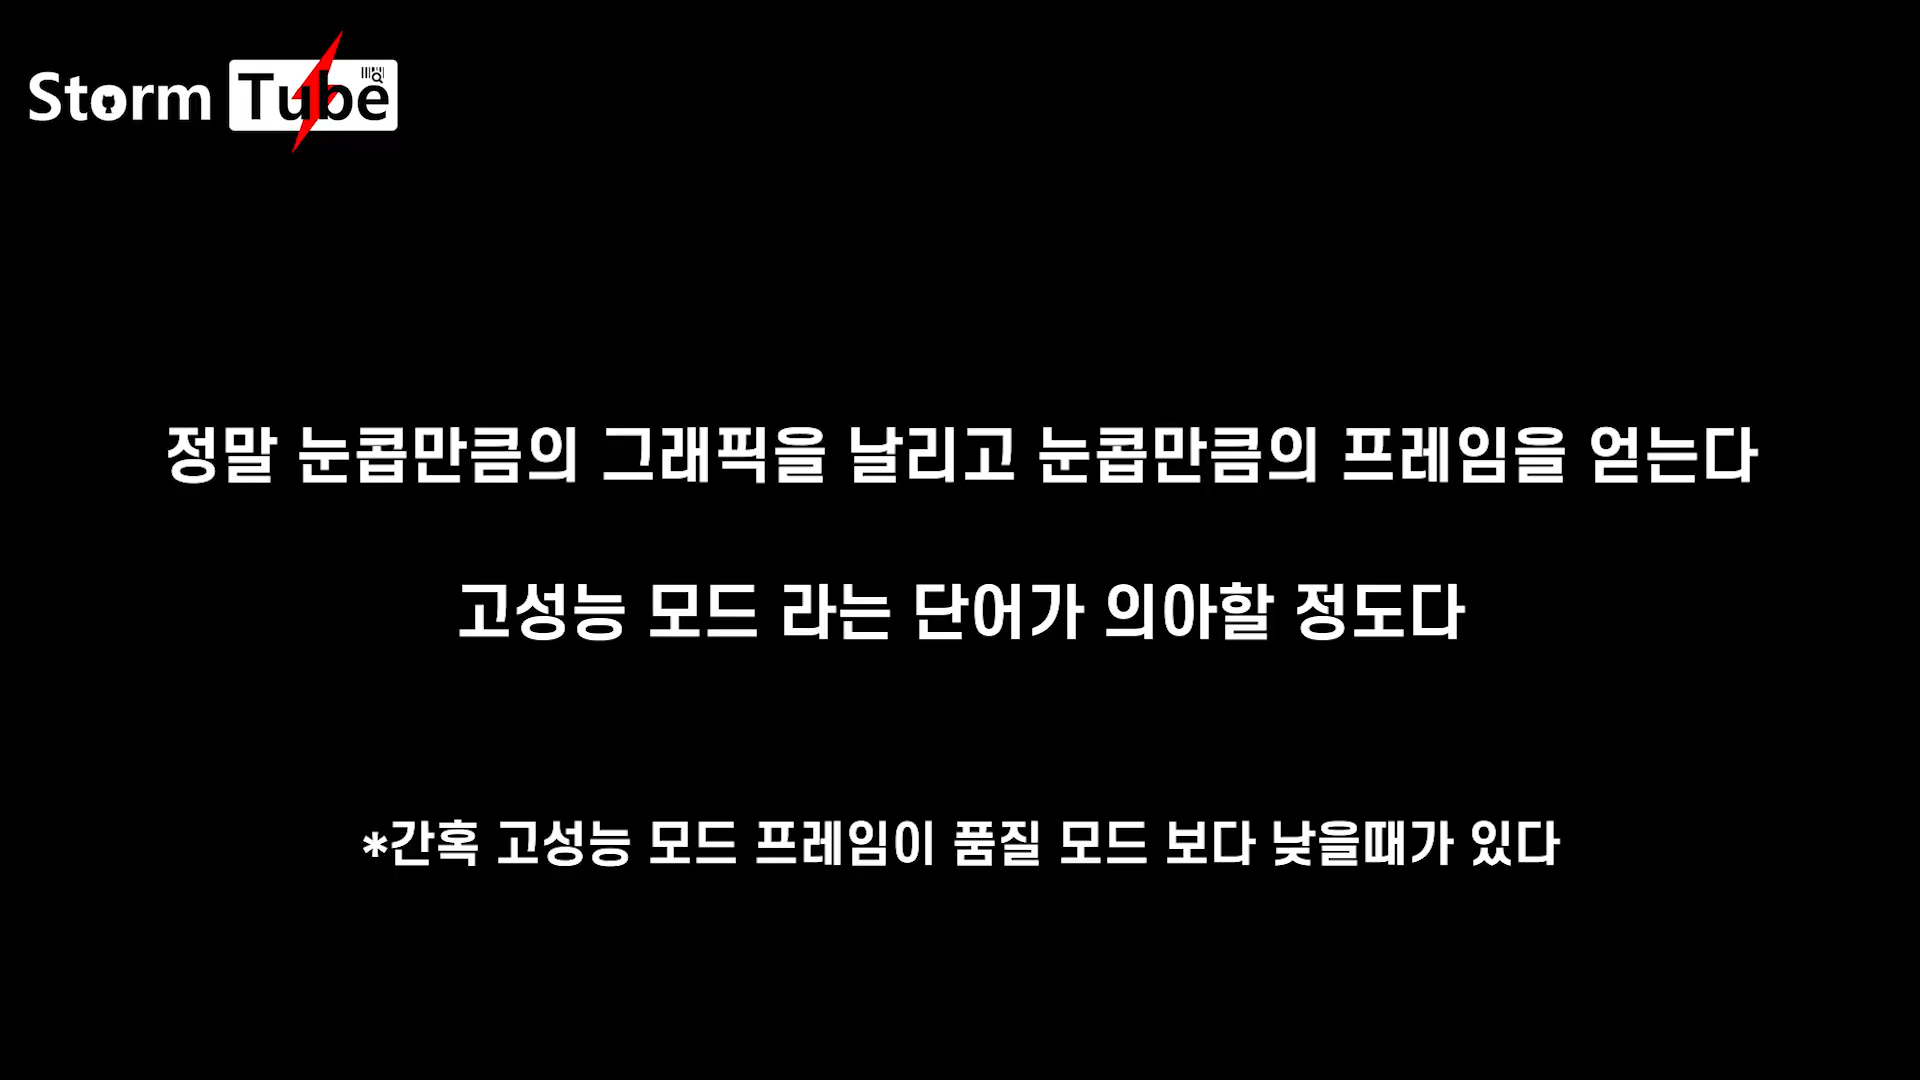 Storm Tube
정말 눈콥만큼의 그래픽을 날리고 눈콥만큼의 프레임을 얻는다
고성능 모드 라는 단어가 의아할 정도다
*간혹 고성능 모드 프레임이 품질 모드 보다 낮을때가 있다